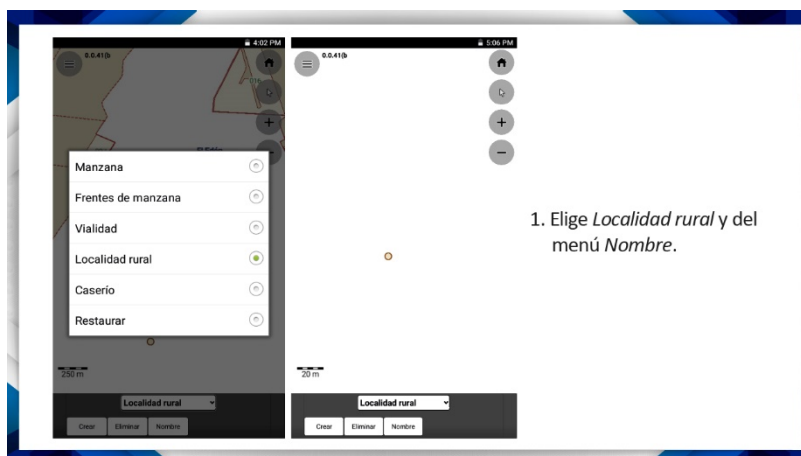 4:02 PM
0.0.41(b
Manzana
Frentes de manzana
Vialidad
Localidad rural
Caserío
Restaurar
250 m
Localidad rural
Crear
Eliminar
Nombre
5:06 PM
0.0.41(b
+
−
20 m
Localidad rural
Crear
Eliminar
Nombre
1. Elige Localidad rural y del
menú Nombre.